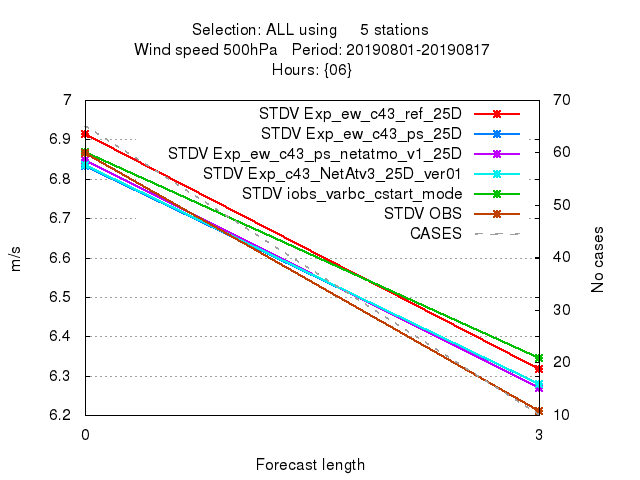 Selection: ALL using 5 stations
Wind speed 500hPa Period: 20190801-20190817
Hours: {06}
7 70
STDV Exp_ew_c43_ref_25D
6.9 STDV Exp_ew_c43_ps_25D
STDV Exp_ew_c43_ps_netatmo_v1_25D 60
6.8 STDV Exp_c43_NetAtv3_25D_ver01
STDV iobs_varbc_cstart_mode
6.7 STDV OBS 50
CASES
6.6 40
m/s No cases
6.5 30
6.4
20
6.3
6.2 10
0 3
Forecast length